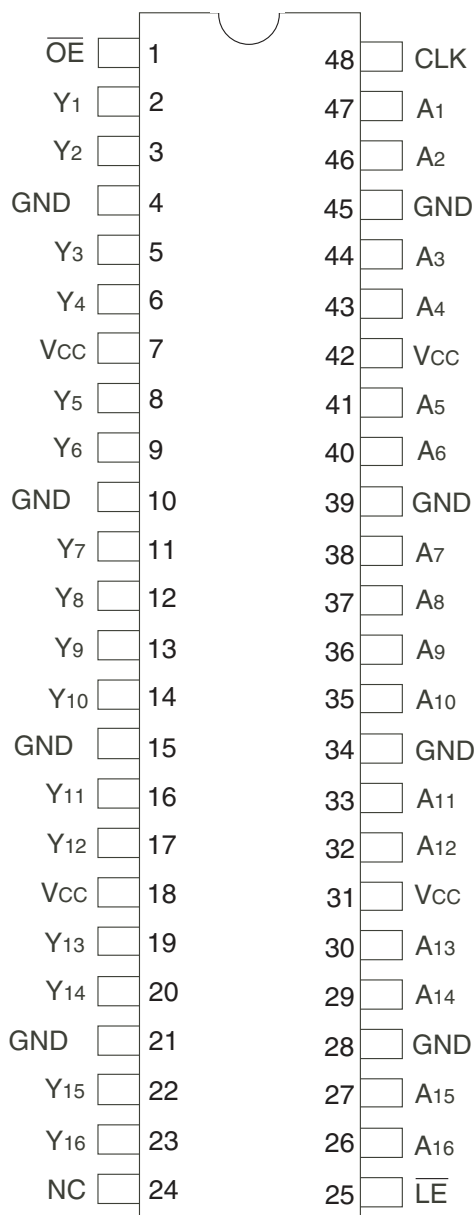 O̅E̅ 1 48 CLK
Y1 2 47 A1
Y2 3 46 A2
GND 4 45 GND
Y3 5 44 A3
Y4 6 43 A4
VCC 7 42 VCC
Y5 8 41 A5
Y6 9 40 A6
GND 10 39 GND
Y7 11 38 A7
Y8 12 37 A8
Y9 13 36 A9
Y10 14 35 A10
GND 15 34 GND
Y11 16 33 A11
Y12 17 32 A12
VCC 18 31 VCC
Y13 19 30 A13
Y14 20 29 A14
GND 21 28 GND
Y15 22 27 A15
Y16 23 26 A16
NC 24 25 L̅E̅